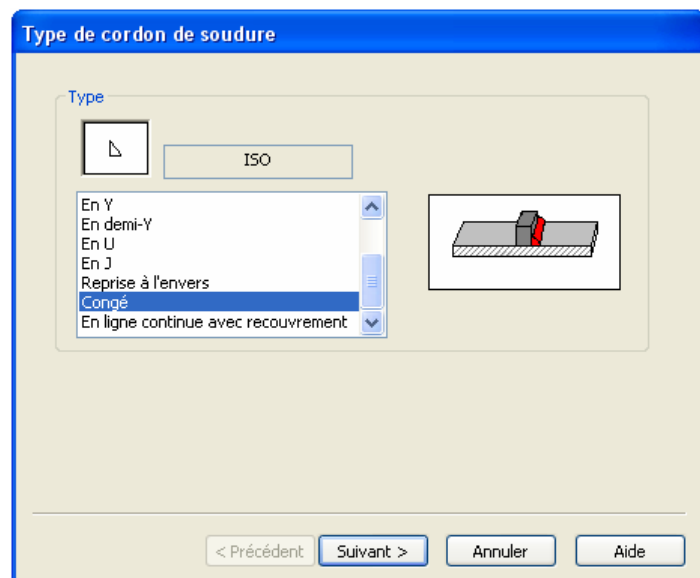 Type de cordon de soudure
Type
ISO
En Y
En demi-Y
En U
En J
Reprise à l'envers
Congé
En ligne continue avec recouvrement
< Précédent
Suivant >
Annuler
Aide